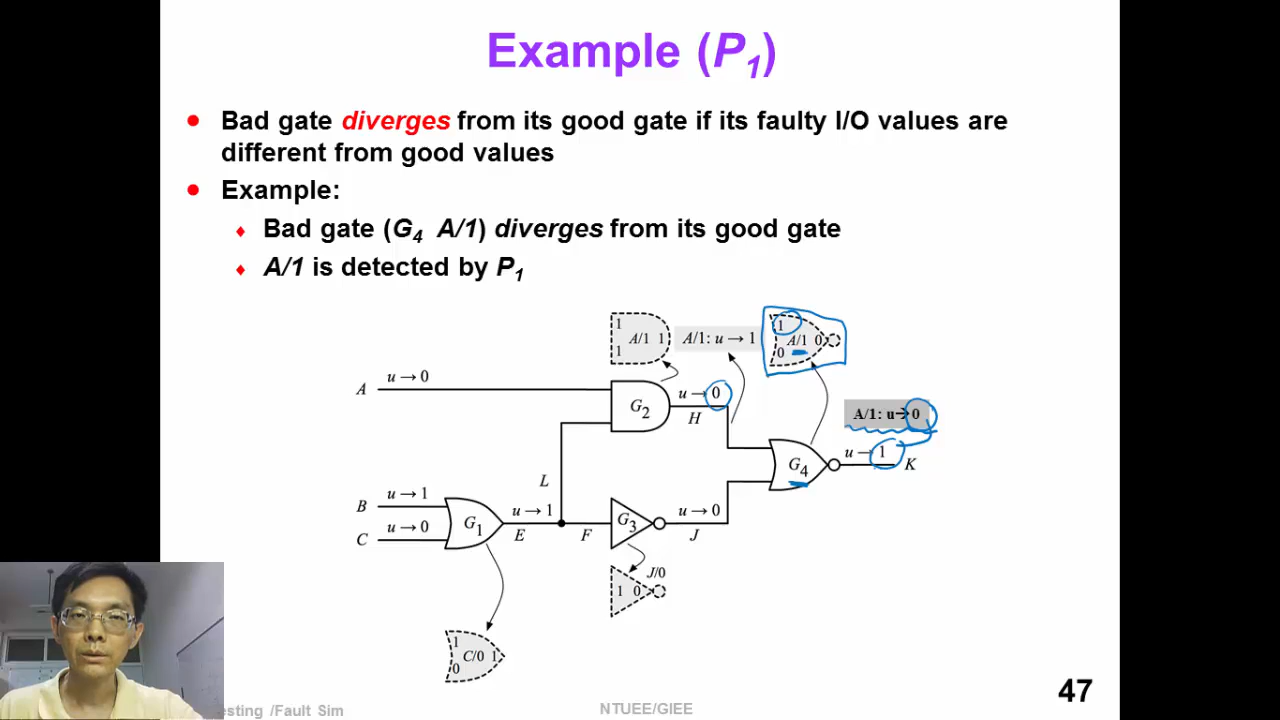 Example (P1)
Bad gate diverges from its good gate if its faulty I/O values are
different from good values
Example:
Bad gate (G4 A/1) diverges from its good gate
A/1 is detected by P1
1
A/1 1
1
A/1: u→1
1
A/1 0
0
A u→0
G2
u→0
H
A/1: u→0
G4
u→1 K
L
B u→1
C u→0
G1
u→1
E
F
G3
u→0
J
J/0
1 0
1
C/0 1
0
47
esting /Fault Sim
NTUEE/GIEE